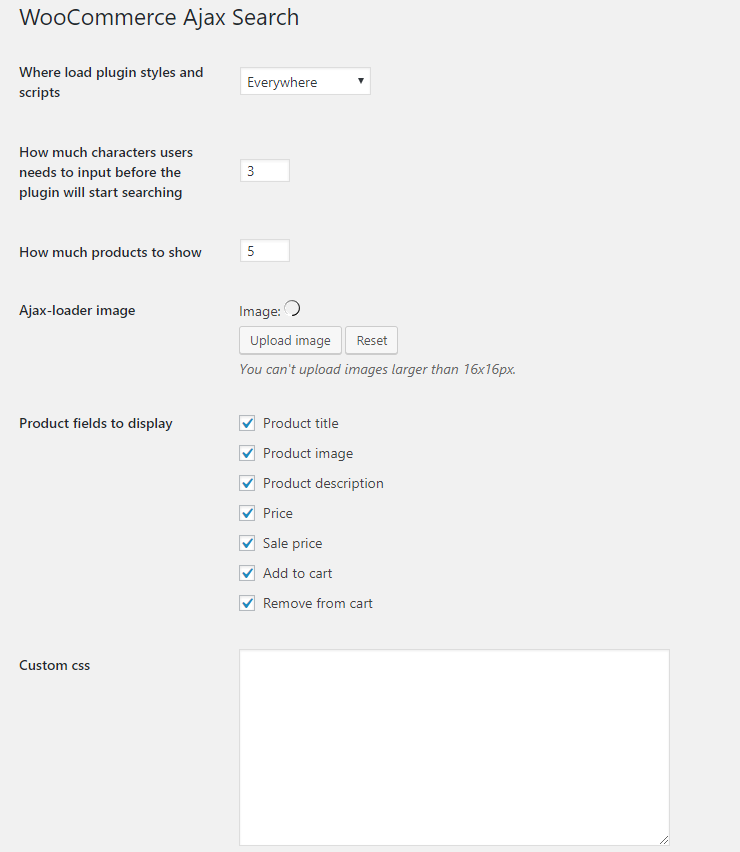 WooCommerce Ajax Search
Where load plugin styles and
scripts
Everywhere
How much characters users
needs to input before the
plugin will start searching
3
How much products to show
5
Ajax-loader image
Image:
Upload image
Reset
You can't upload images larger than 16x16px.
Product fields to display
Product title
Product image
Product description
Price
Sale price
Add to cart
Remove from cart
Custom css